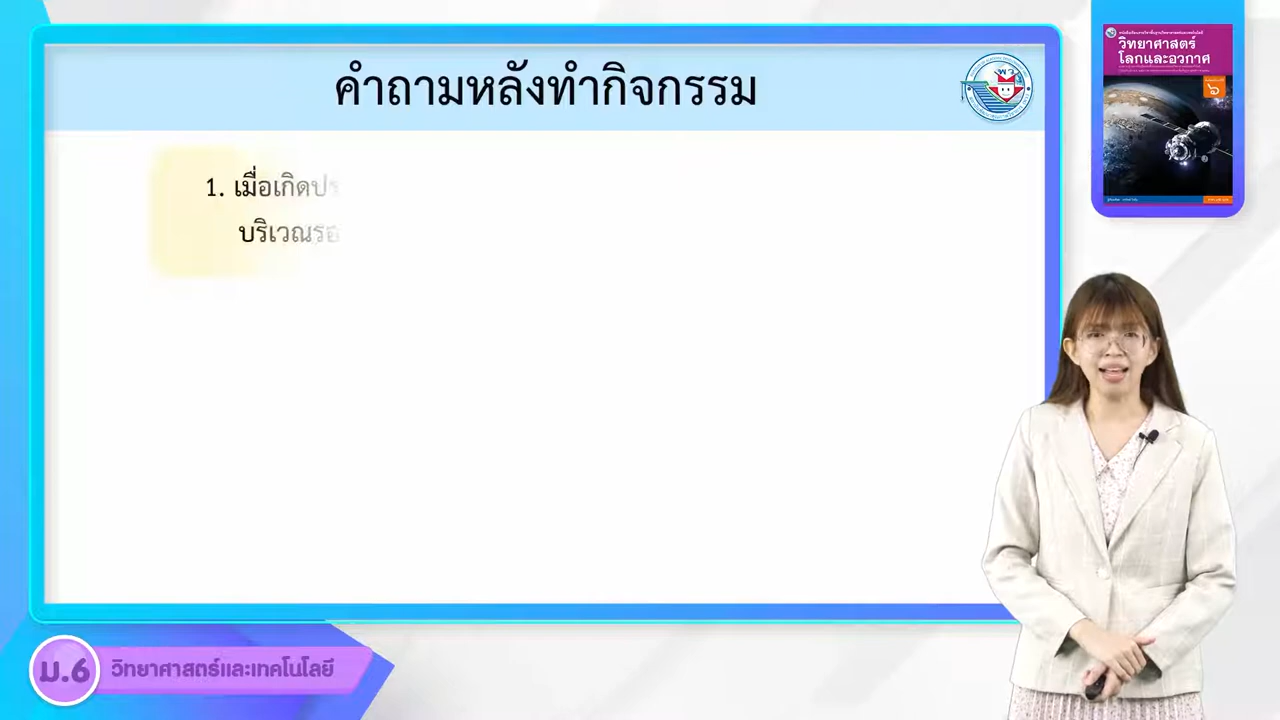 คำถามหลังทำกิจกรรม
1. เมื่อเกิด
บริเวณ
วิทยาศาสตร์
โลกและอวกาศ
๖
ม.6 วิทยาศาสตร์และเทคโนโลยี